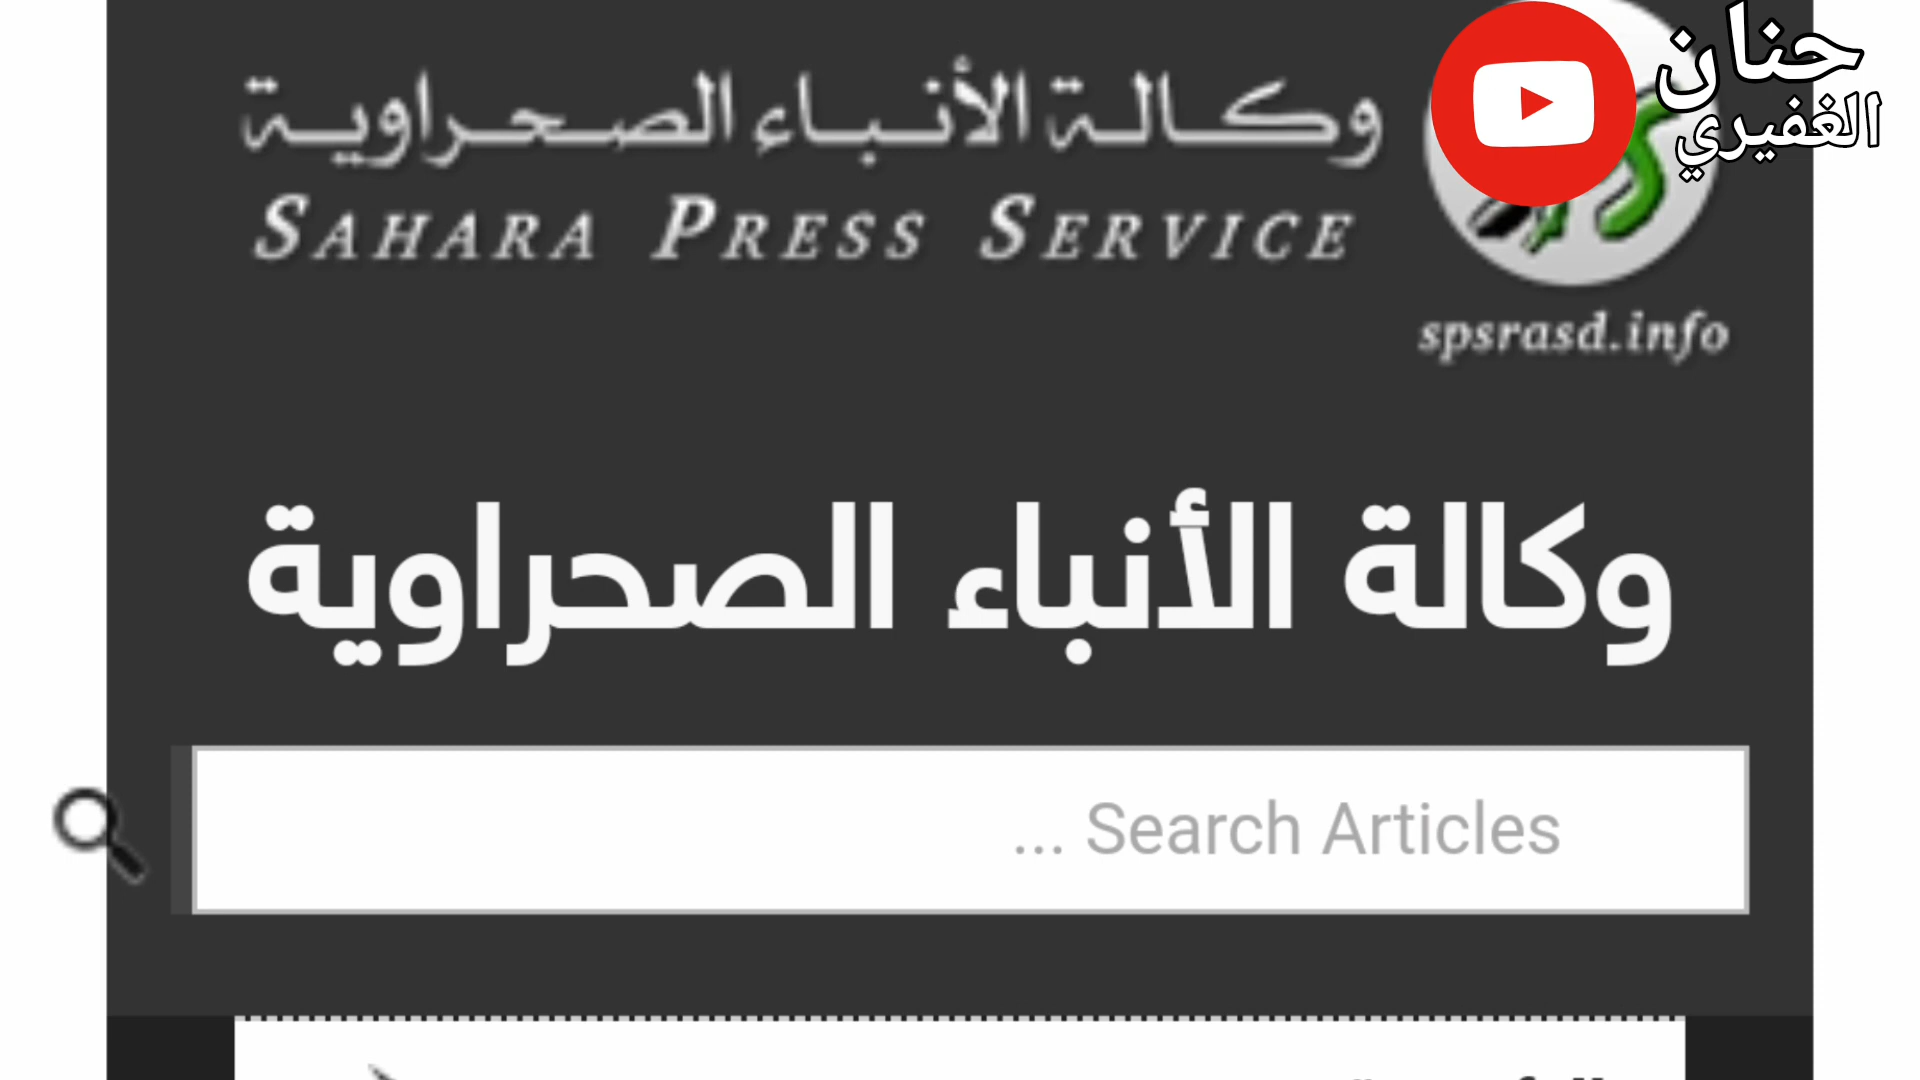 حنان
الغفيري
وكالة الأنباء الصحراوية
SAHARA PRESS SERVICE
spsrasd.info
وكالة الأنباء الصحراوية
Search Articles ...